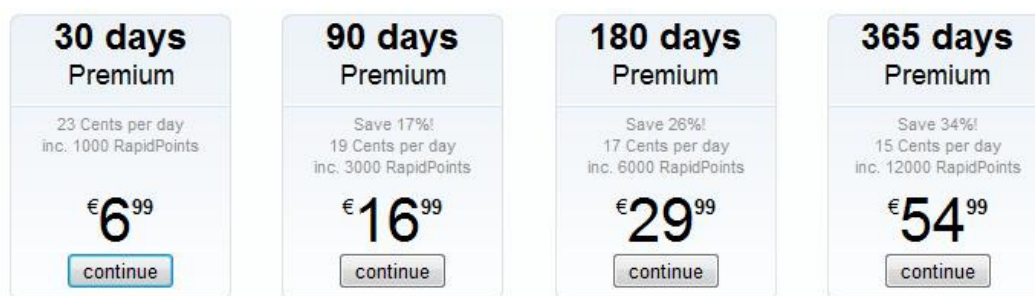 30 days
Premium
23 Cents per day
inc. 1000 RapidPoints
€6 99
continue
90 days
Premium
Save 17%!
19 Cents per day
inc. 3000 RapidPoints
€16 99
continue
180 days
Premium
Save 26%!
17 Cents per day
inc. 6000 RapidPoints
€29 99
continue
365 days
Premium
Save 34%!
15 Cents per day
inc. 12000 RapidPoints
€54 99
continue